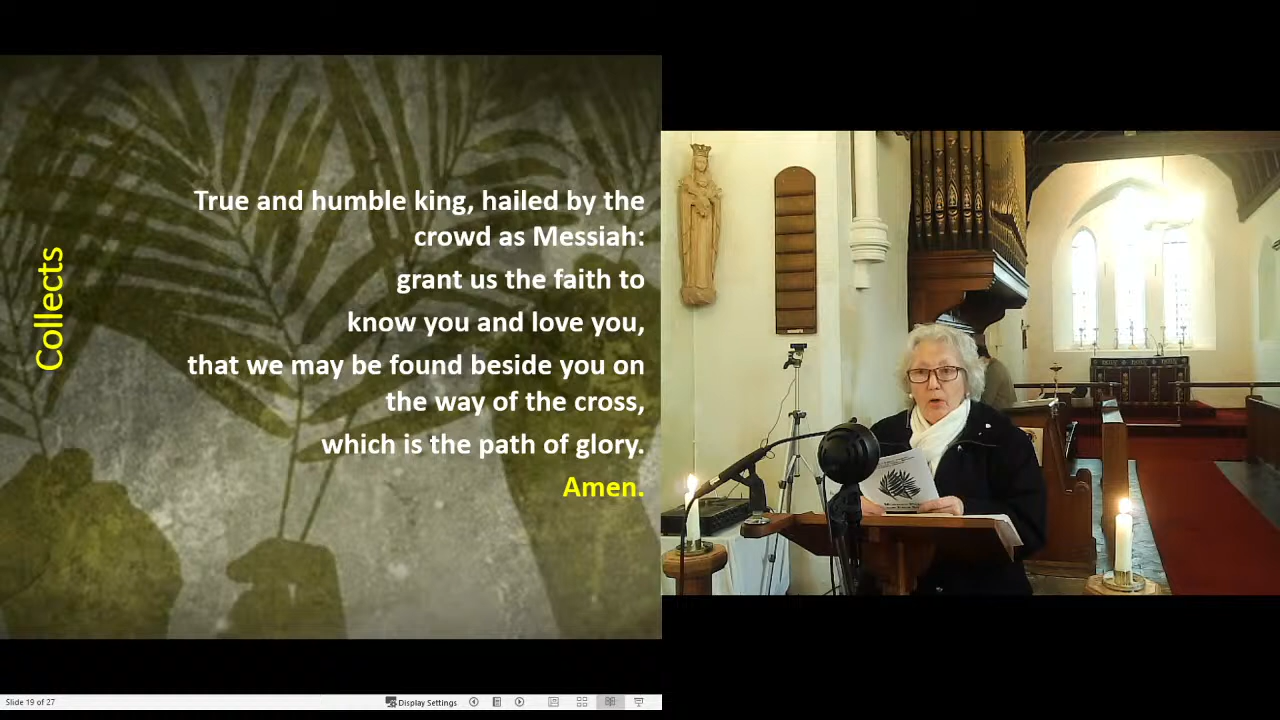 Collects
True and humble king, hailed by the
crowd as Messiah:
grant us the faith to
know you and love you,
that we may be found beside you on
the way of the cross,
which is the path of glory.
Amen.
Slide 19 of 27
Display Settings